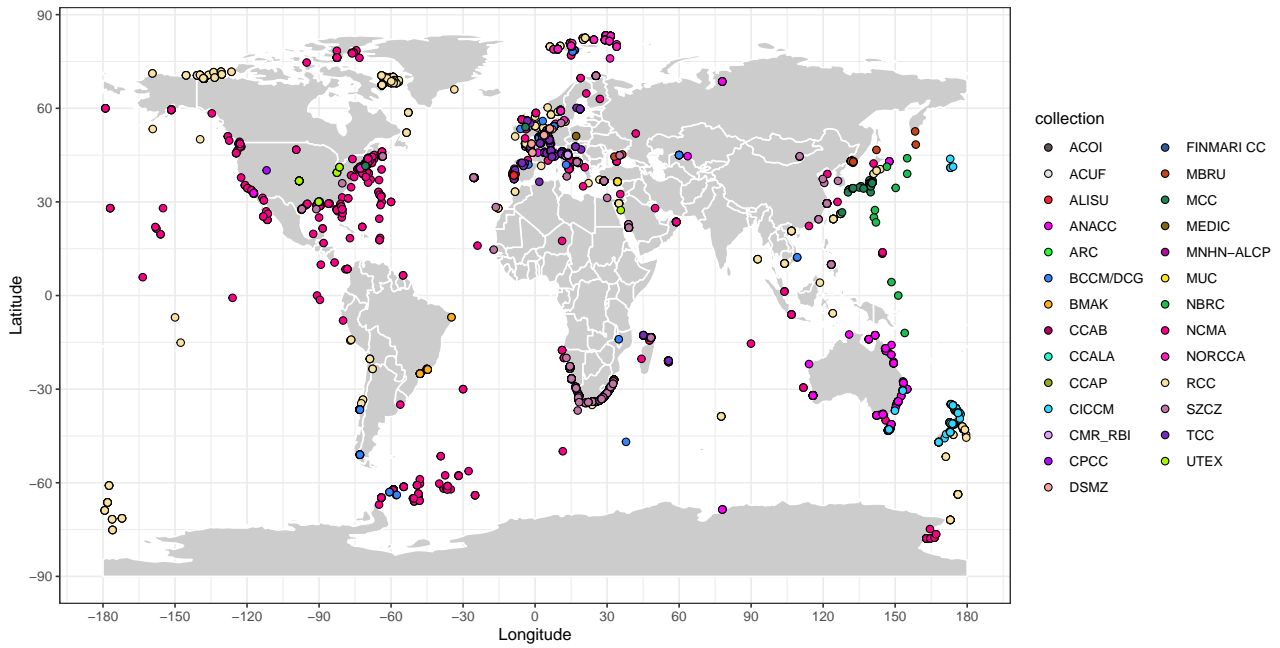 90
60
30
0
−30
−60
−90
Latitude
−180
−150
−120
−90
−60
−30
0
30
60
90
120
150
180
Longitude
collection
ACOI
ACUF
ALISU
ANACC
ARC
BCCM/DCG
BMAK
CCAB
CCALA
CCAP
CICCM
CMR_RBI
CPCC
DSMZ
FINMARI CC
MBRU
MCC
MEDIC
MNHN−ALCP
MUC
NBRC
NCMA
NORCCA
RCC
SZCZ
TCC
UTEX